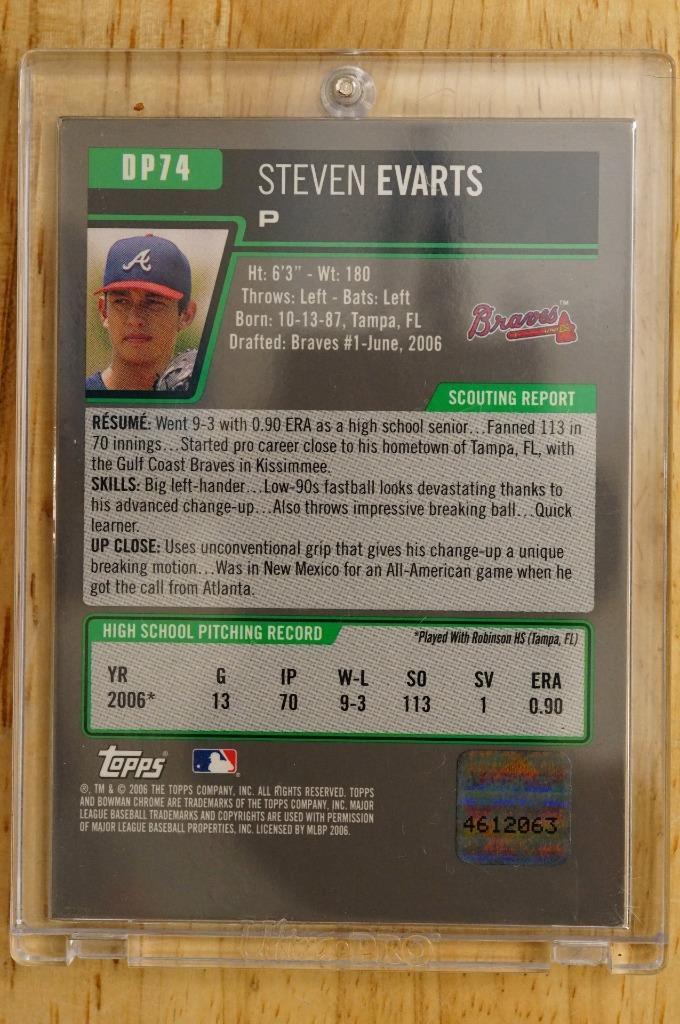 DP74
STEVEN EVARTS
P
A
Ht: 6'3" - Wt: 180
Throws: Left - Bats: Left
Born: 10-13-87, Tampa, FL
Drafted: Braves #1-June, 2006
Braves™
SCOUTING REPORT
RÉSUMÉ: Went 9-3 with 0.90 ERA as a high school senior...Fanned 113 in
70 innings...Started pro career close to his hometown of Tampa, FL, with
the Gulf Coast Braves in Kissimmee.
SKILLS: Big left-hander...Low-90s fastball looks devastating thanks to
his advanced change-up...Also throws impressive breaking ball...Quick
learner.
UP CLOSE: Uses unconventional grip that gives his change-up a unique
breaking motion...Was in New Mexico for an All-American game when he
got the call from Atlanta.
HIGH SCHOOL PITCHING RECORD *Played With Robinson HS (Tampa, FL)
YR G IP W-L SO SV ERA
2006* 13 70 9-3 113 1 0.90
Topps
®, TM & © 2006 THE TOPPS COMPANY, INC. ALL RIGHTS RESERVED. TOPPS
AND BOWMAN CHROME ARE TRADEMARKS OF THE TOPPS COMPANY, INC. MAJOR
LEAGUE BASEBALL TRADEMARKS AND COPYRIGHTS ARE USED WITH PERMISSION
OF MAJOR LEAGUE BASEBALL PROPERTIES, INC. LICENSED BY MLBP 2006.
4612063
Ultra PRO